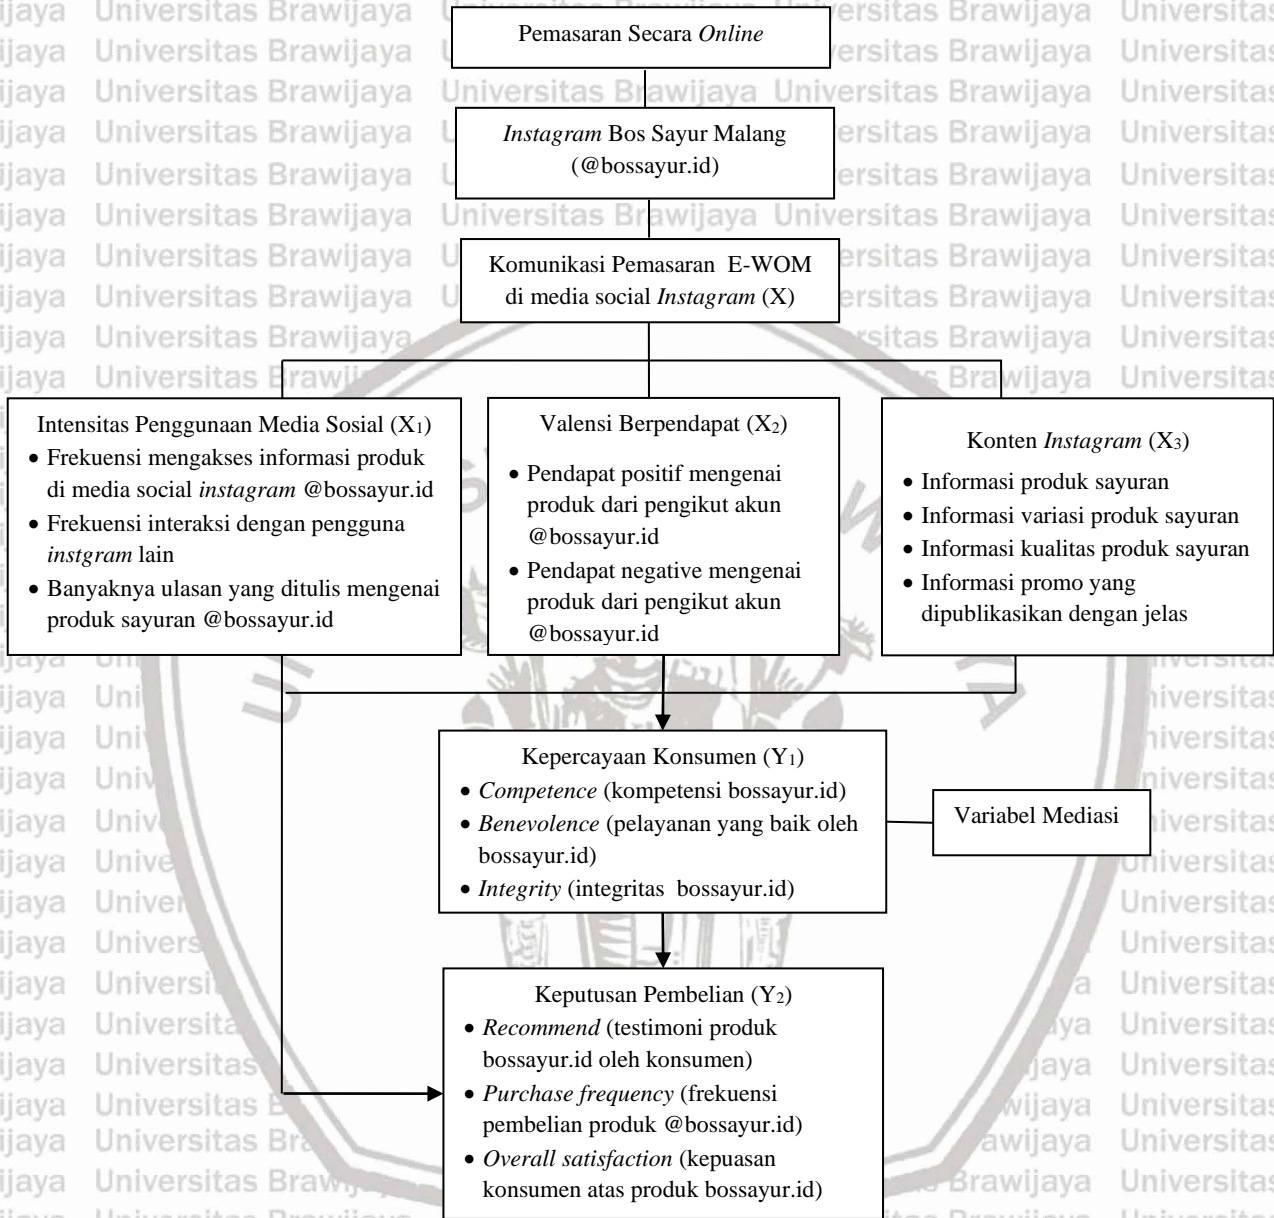 Pemasaran Secara Online
Instagram Bos Sayur Malang
(@bossayur.id)
Komunikasi Pemasaran  E-WOM
di media social Instagram (X)
Intensitas Penggunaan Media Sosial (X1)
• Frekuensi mengakses informasi produk
di media social instagram @bossayur.id
• Frekuensi interaksi dengan pengguna
instgram lain
• Banyaknya ulasan yang ditulis mengenai
produk sayuran @bossayur.id
Valensi Berpendapat (X2)
• Pendapat positif mengenai
produk dari pengikut akun
@bossayur.id
• Pendapat negative mengenai
produk dari pengikut akun
@bossayur.id
Konten Instagram (X3)
• Informasi produk sayuran
• Informasi variasi produk sayuran
• Informasi kualitas produk sayuran
• Informasi promo yang
dipublikasikan dengan jelas
Kepercayaan Konsumen (Y1)
• Competence (kompetensi bossayur.id)
• Benevolence (pelayanan yang baik oleh
bossayur.id)
• Integrity (integritas  bossayur.id)
Variabel Mediasi
Keputusan Pembelian (Y2)
• Recommend (testimoni produk
bossayur.id oleh konsumen)
• Purchase frequency (frekuensi
pembelian produk @bossayur.id)
• Overall satisfaction (kepuasan
konsumen atas produk bossayur.id)